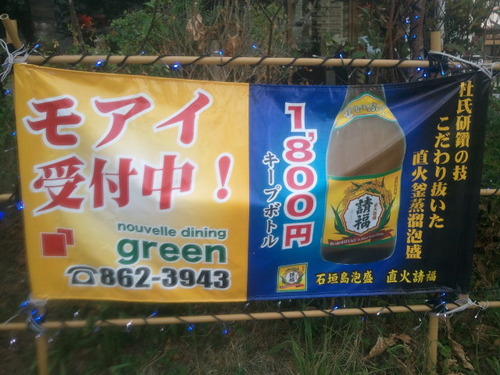 モアイ
受付中！
nouvelle dining
green
☎862-3943
1,800円
キープボトル
請福
杜氏研鑽の技
こだわり抜いた
直火釜蒸溜泡盛
石垣島泡盛 直火請福